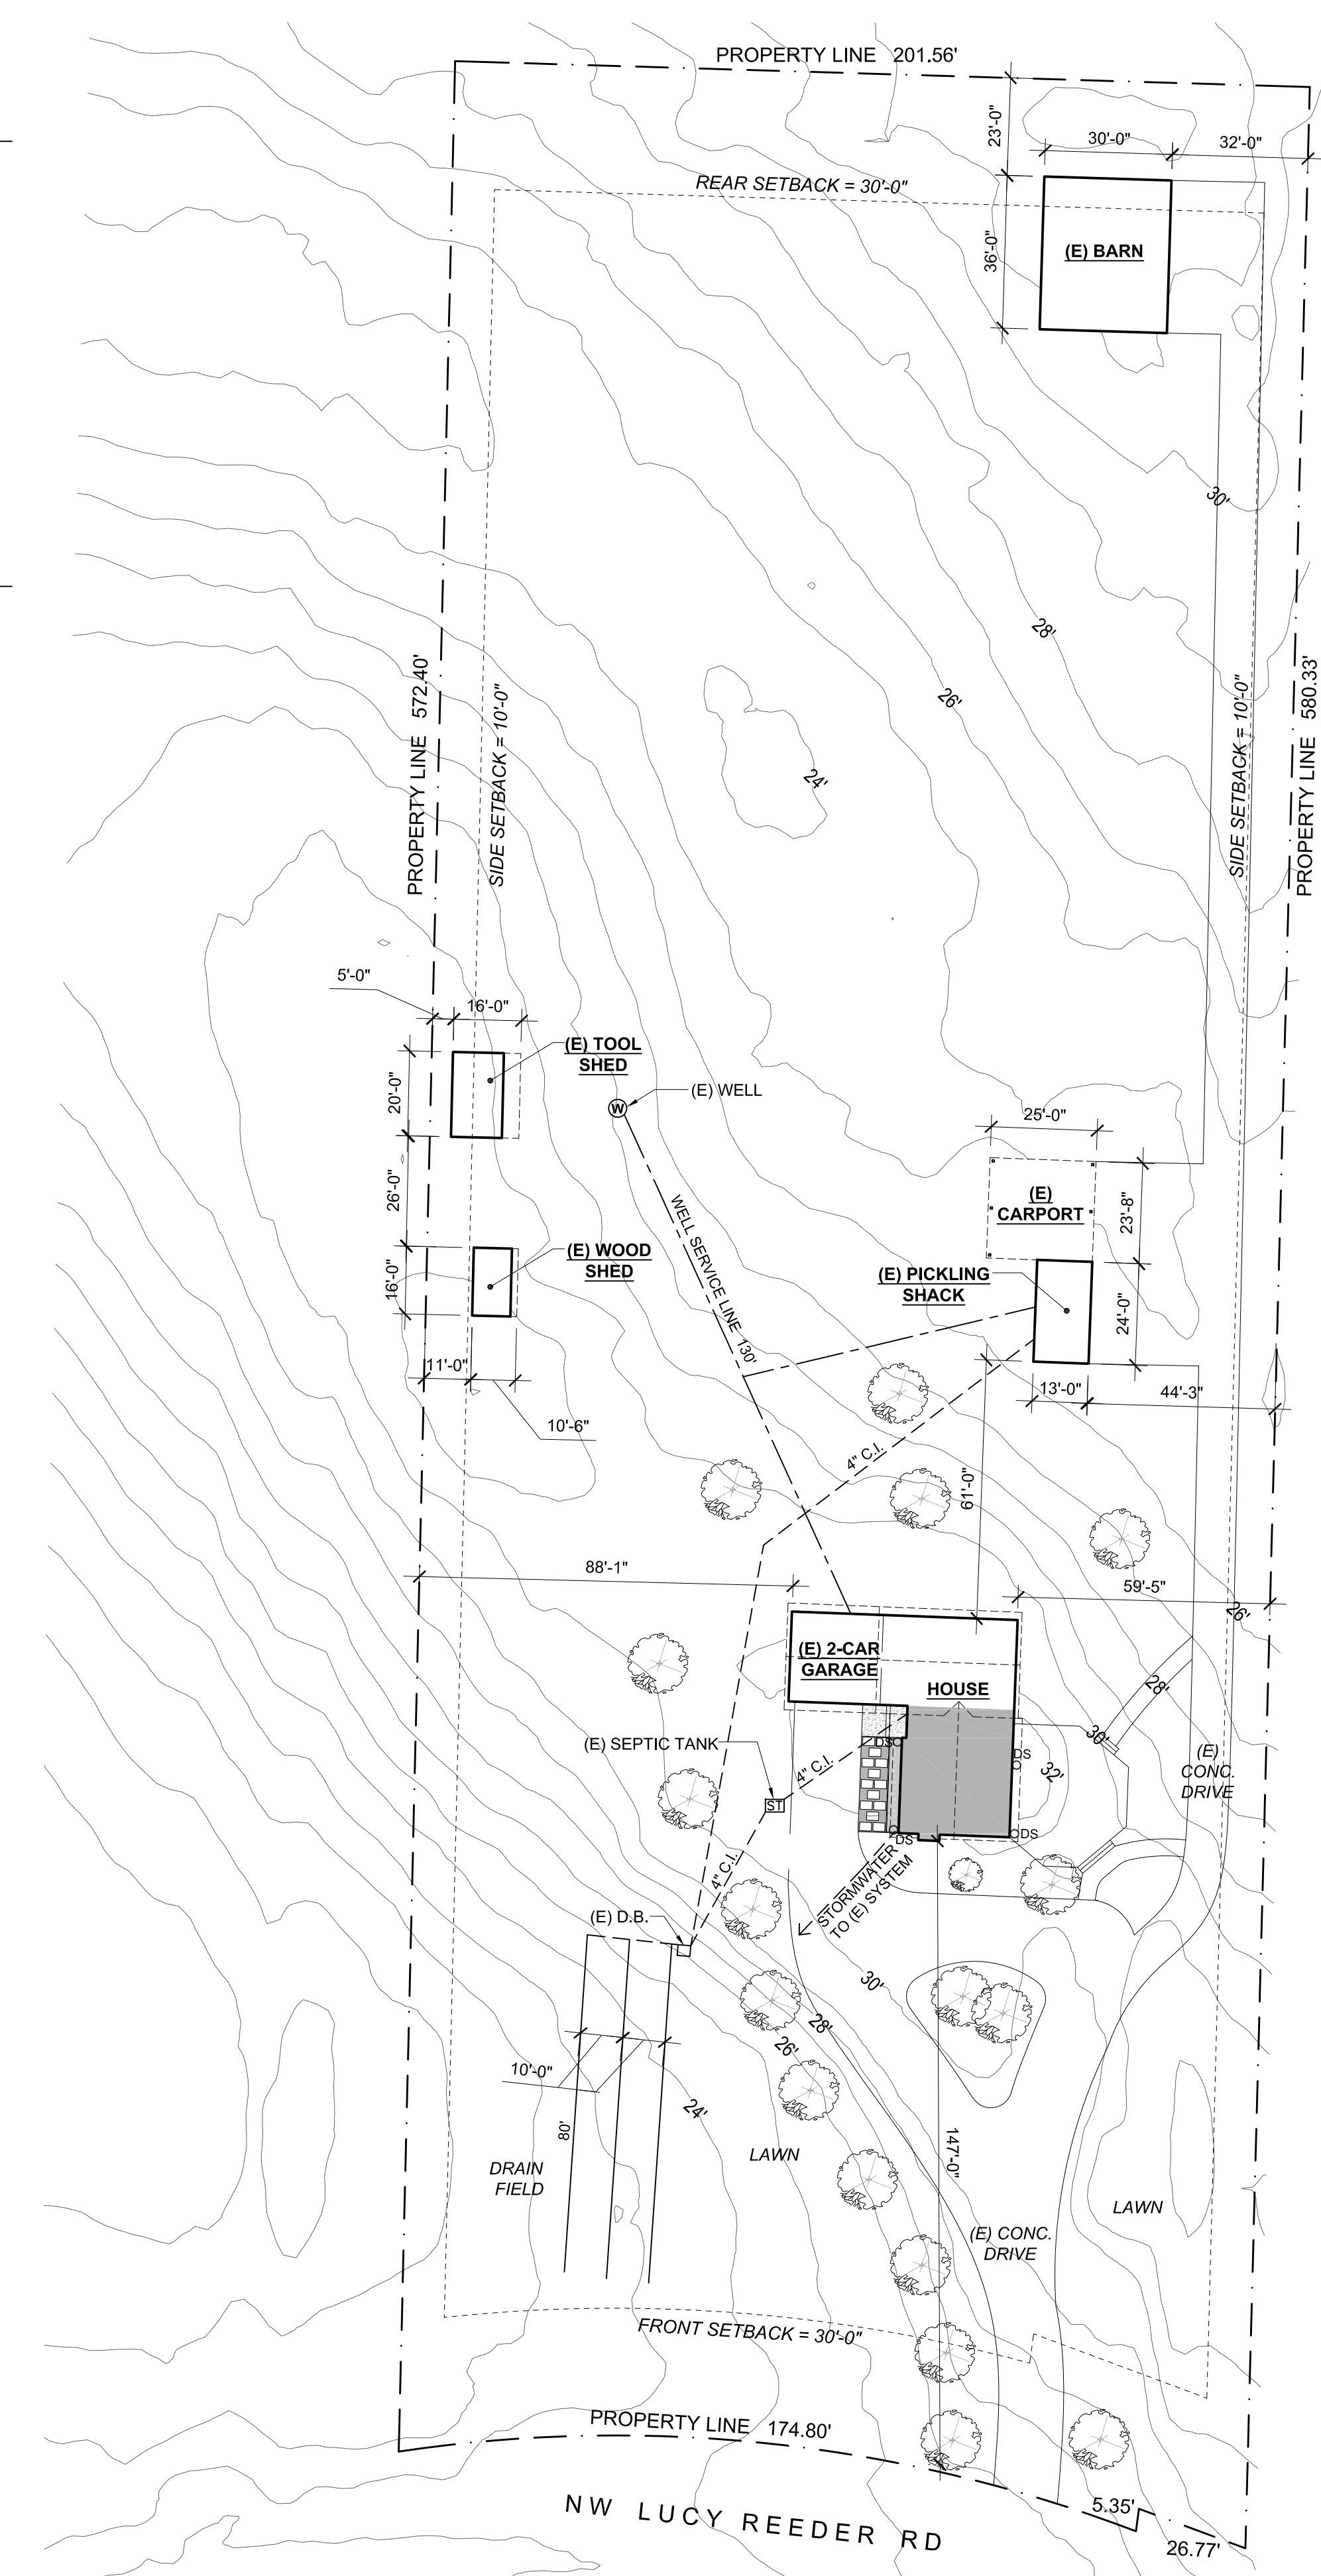 PROPERTY LINE 201.56'
23'-0"
30'-0"
32'-0"
REAR SETBACK = 30'-0"
36'-0"
(E) BARN
30'
28'
26'
24'
PROPERTY LINE 572.40'
SIDE SETBACK = 10'-0"
SIDE SETBACK = 10'-0"
PROPERTY LINE 580.33'
5'-0"
16'-0"
(E) TOOL
SHED
20'-0"
(E) WELL
W
25'-0"
26'-0"
WELL SERVICE LINE 130'
(E)
CARPORT
23'-8"
(E) WOOD
SHED
16'-0"
(E) PICKLING
SHACK
24'-0"
11'-0"
10'-6"
13'-0"
44'-3"
4" C.I.
61'-0"
88'-1"
59'-5"
26'
(E) 2-CAR
GARAGE
HOUSE
28'
30'
(E) SEPTIC TANK
DS
DS
(E)
CONC.
DRIVE
32'
4" C.I.
ST
DS
DS
4" C.I.
STORMWATER
TO (E) SYSTEM
(E) D.B.
30'
28'
26'
10'-0"
24'
80'
147'-0"
LAWN
DRAIN
FIELD
LAWN
(E) CONC.
DRIVE
FRONT SETBACK = 30'-0"
PROPERTY LINE 174.80'
5.35'
26.77'
NW LUCY REEDER RD